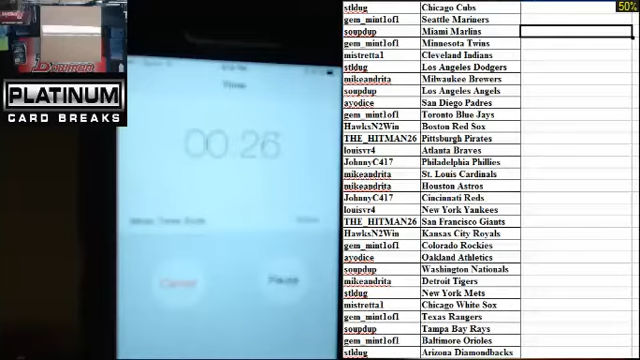 50%
PLATINUM
CARD BREAKS
Timer
00:26
When Timer Ends
Cancel
Pause
stldug Chicago Cubs
gem_mint1of1 Seattle Mariners
soupdup Miami Marlins
gem_mint1of1 Minnesota Twins
mistretta1 Cleveland Indians
stldug Los Angeles Dodgers
mikeandrita Milwaukee Brewers
soupdup Los Angeles Angels
ayodice San Diego Padres
gem_mint1of1 Toronto Blue Jays
HawksN2Win Boston Red Sox
THE_HITMAN26 Pittsburgh Pirates
louisvr4 Atlanta Braves
JohnnyC417 Philadelphia Phillies
mikeandrita St. Louis Cardinals
mikeandrita Houston Astros
JohnnyC417 Cincinnati Reds
louisvr4 New York Yankees
THE_HITMAN26 San Francisco Giants
HawksN2Win Kansas City Royals
gem_mint1of1 Colorado Rockies
ayodice Oakland Athletics
soupdup Washington Nationals
mikeandrita Detroit Tigers
stldug New York Mets
mistretta1 Chicago White Sox
gem_mint1of1 Texas Rangers
soupdup Tampa Bay Rays
gem_mint1of1 Baltimore Orioles
stldug Arizona Diamondbacks